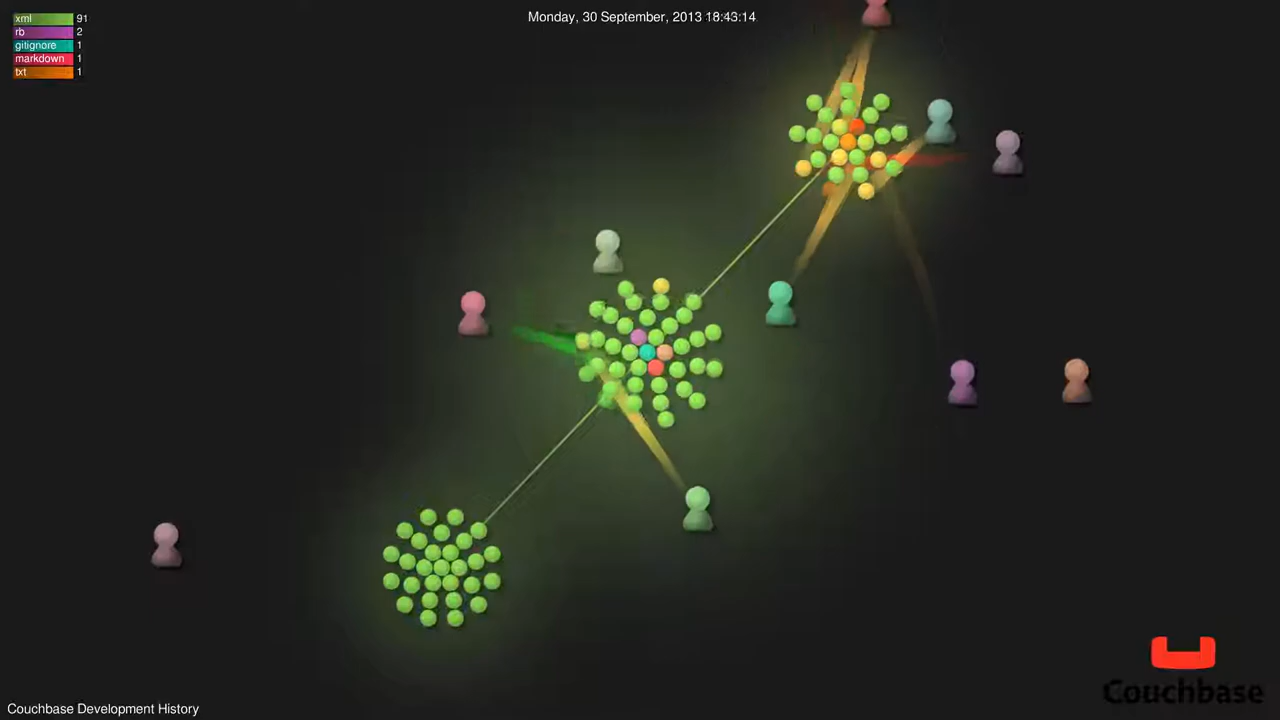 Monday, 30 September, 2013 18:43:14
xml 91
rb 2
gitignore 1
markdown 1
txt 1
Couchbase
Couchbase Development History